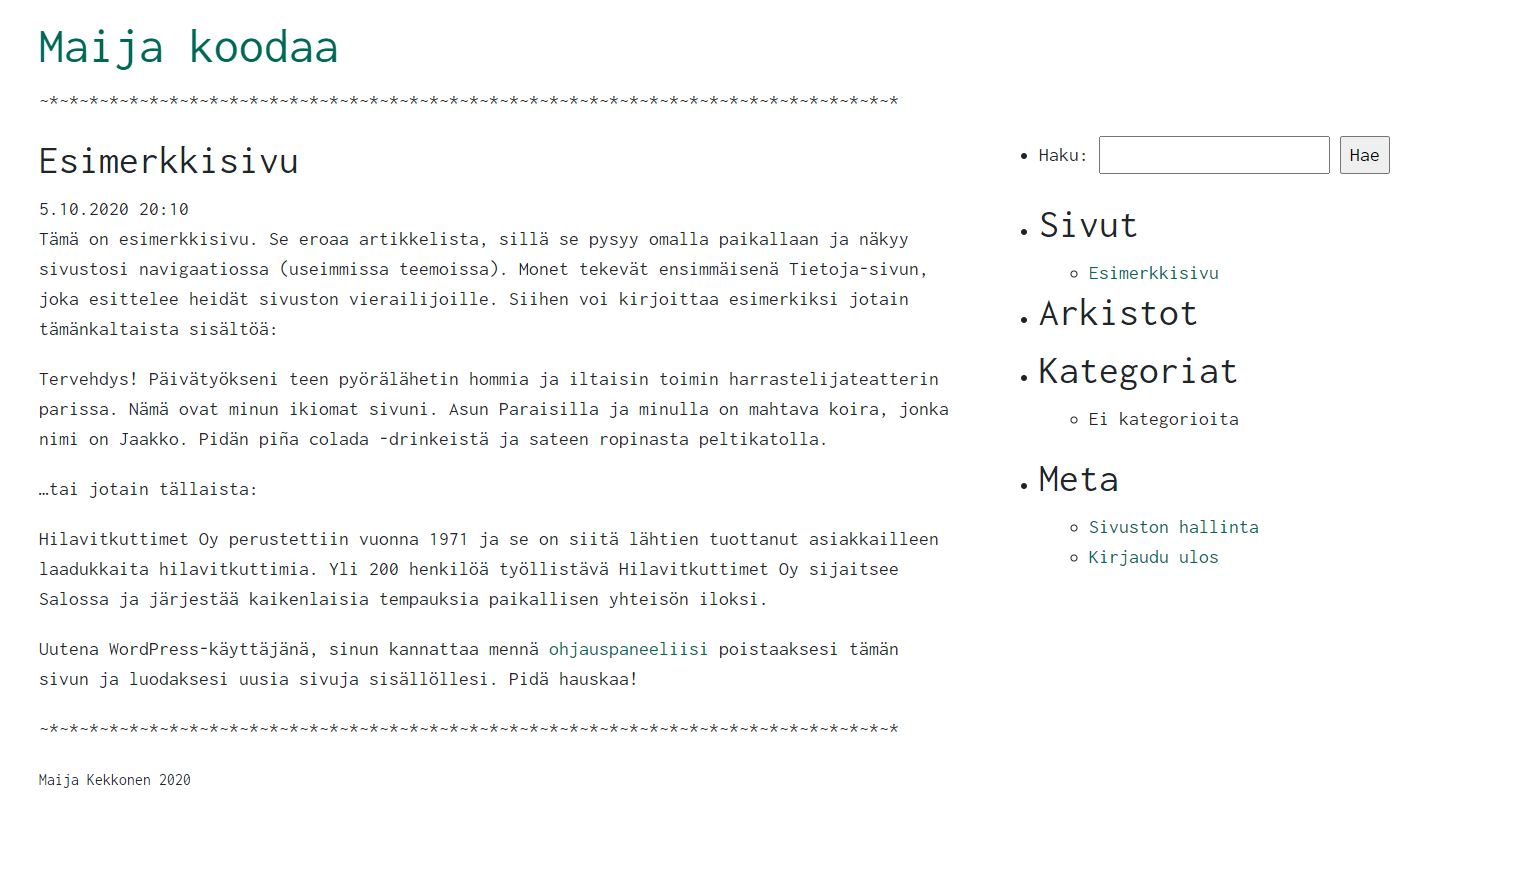 Maija koodaa
~*~*~*~*~*~*~*~*~*~*~*~*~*~*~*~*~*~*~*~*~*~*~*~*~*~*~*~*~*~*~*~*~*~*~*~*~*~*~*~*~*~*~*
Esimerkkisivu
5.10.2020 20:10
Tämä on esimerkkisivu. Se eroaa artikkelista, sillä se pysyy omalla paikallaan ja näkyy
sivustosi navigaatiossa (useimmissa teemoissa). Monet tekevät ensimmäisenä Tietoja-sivun,
joka esittelee heidät sivuston vierailijoille. Siihen voi kirjoittaa esimerkiksi jotain
tämänkaltaista sisältöä:
Tervehdys! Päivätyökseni teen pyörälähetin hommia ja iltaisin toimin harrastelijateatterin
parissa. Nämä ovat minun ikiomat sivuni. Asun Paraisilla ja minulla on mahtava koira, jonka
nimi on Jaakko. Pidän piña colada -drinkeistä ja sateen ropinasta peltikatolla.
…tai jotain tällaista:
Hilavitkuttimet Oy perustettiin vuonna 1971 ja se on siitä lähtien tuottanut asiakkailleen
laadukkaita hilavitkuttimia. Yli 200 henkilöä työllistävä Hilavitkuttimet Oy sijaitsee
Salossa ja järjestää kaikenlaisia tempauksia paikallisen yhteisön iloksi.
Uutena WordPress-käyttäjänä, sinun kannattaa mennä ohjauspaneeliisi poistaaksesi tämän
sivun ja luodaksesi uusia sivuja sisällöllesi. Pidä hauskaa!
~*~*~*~*~*~*~*~*~*~*~*~*~*~*~*~*~*~*~*~*~*~*~*~*~*~*~*~*~*~*~*~*~*~*~*~*~*~*~*~*~*~*~*
Maija Kekkonen 2020
Haku: Hae
Sivut
Esimerkkisivu
Arkistot
Kategoriat
Ei kategorioita
Meta
Sivuston hallinta
Kirjaudu ulos